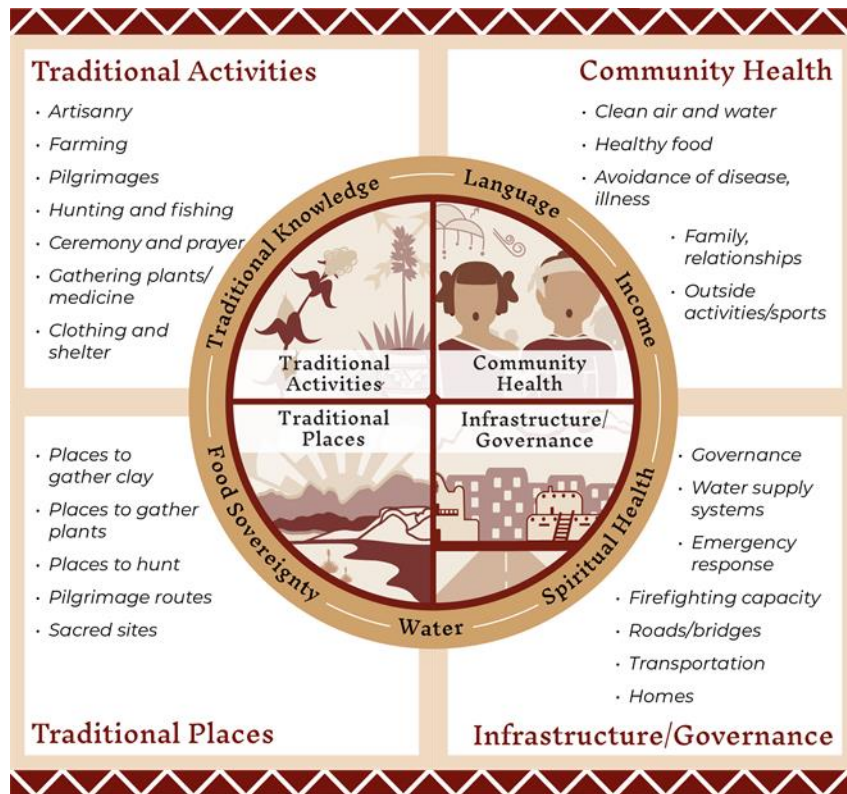 Traditional Activities
· Artisanry
· Farming
· Pilgrimages
· Hunting and fishing
· Ceremony and prayer
· Gathering plants/
medicine
· Clothing and
shelter
Community Health
· Clean air and water
· Healthy food
· Avoidance of disease,
illness
· Family,
relationships
· Outside
activities/sports
Traditional Knowledge
Language
Income
Spiritual Health
Water
Food Sovereignty
Traditional
Activities
Community
Health
Traditional
Places
Infrastructure/
Governance
· Places to
gather clay
· Places to gather
plants
· Places to hunt
· Pilgrimage routes
· Sacred sites
Traditional Places
· Governance
· Water supply
systems
· Emergency
response
· Firefighting capacity
· Roads/bridges
· Transportation
· Homes
Infrastructure/Governance